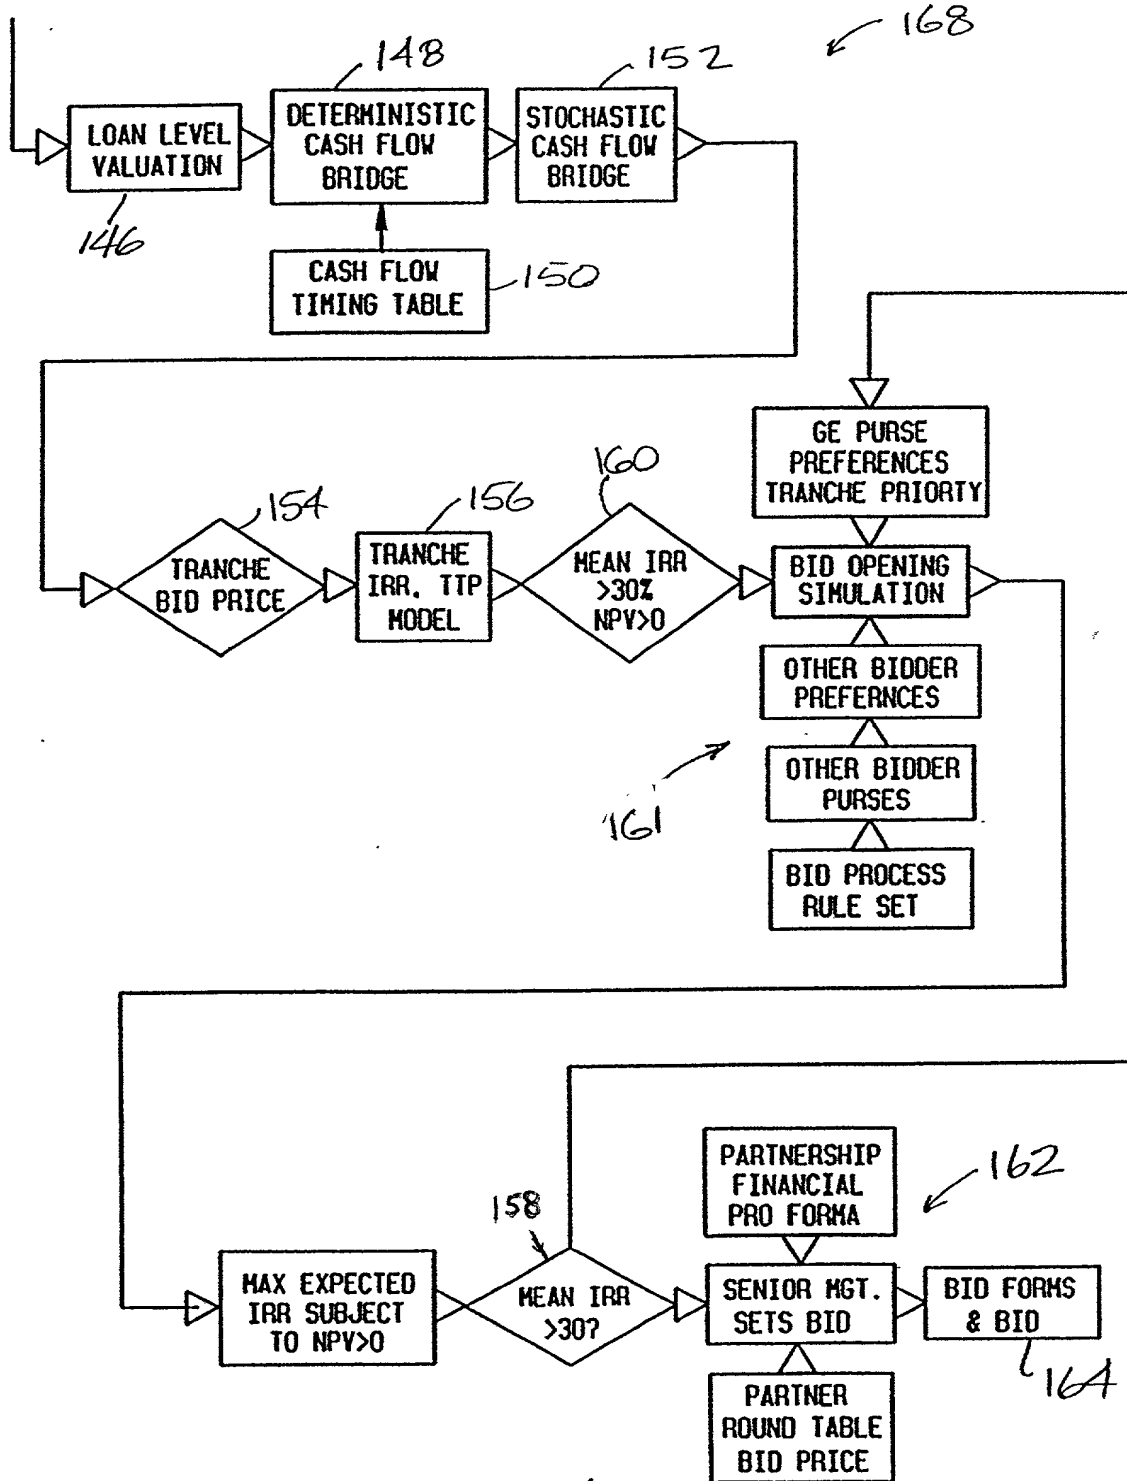 168
148
152
LOAN LEVEL
VALUATION
DETERMINISTIC
CASH FLOW
BRIDGE
STOCHASTIC
CASH FLOW
BRIDGE
146
CASH FLOW
TIMING TABLE
150
GE PURSE
PREFERENCES
TRANCHE PRIORTY
154
156
160
TRANCHE
BID PRICE
TRANCHE
IRR. TTP
MODEL
MEAN IRR
>30%
NPV>0
BID OPENING
SIMULATION
OTHER BIDDER
PREFERNCES
OTHER BIDDER
PURSES
161
BID PROCESS
RULE SET
PARTNERSHIP
FINANCIAL
PRO FORMA
162
158
MAX EXPECTED
IRR SUBJECT
TO NPV>0
MEAN IRR
>30?
SENIOR MGT.
SETS BID
BID FORMS
& BID
164
PARTNER
ROUND TABLE
BID PRICE